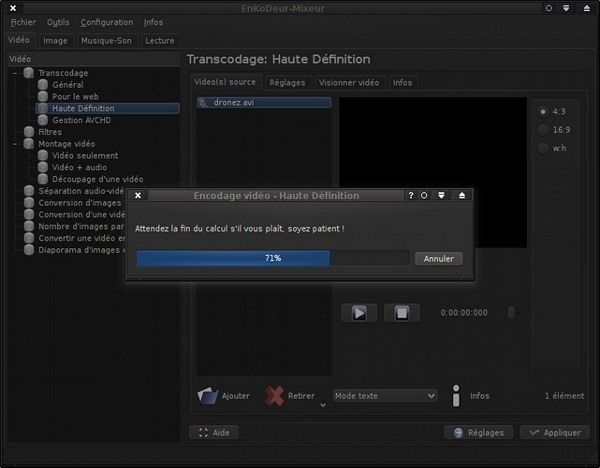 EnKoDeur-Mixeur
Fichier Outils Configuration Infos
Vidéo Image Musique-Son Lecture
Vidéo
Transcodage
Général
Pour le web
Haute Définition
Gestion AVCHD
Filtres
Montage vidéo
Vidéo seulement
Vidéo + audio
Découpage d'une vidéo
Séparation audio-vidé
Conversion d'images
Conversion d'une vidé
Nombre d'images par
Convertir une vidéo en
Diaporama d'images
Transcodage: Haute Définition
Video(s) source Réglages Visionner vidéo Infos
dronez.avi
4:3
16:9
w:h
Encodage vidéo - Haute Définition
?
Attendez la fin du calcul s'il vous plaît, soyez patient !
71%
Annuler
0:00:00:000
Ajouter Retirer Mode texte Infos 1 élément
Aide Réglages Appliquer